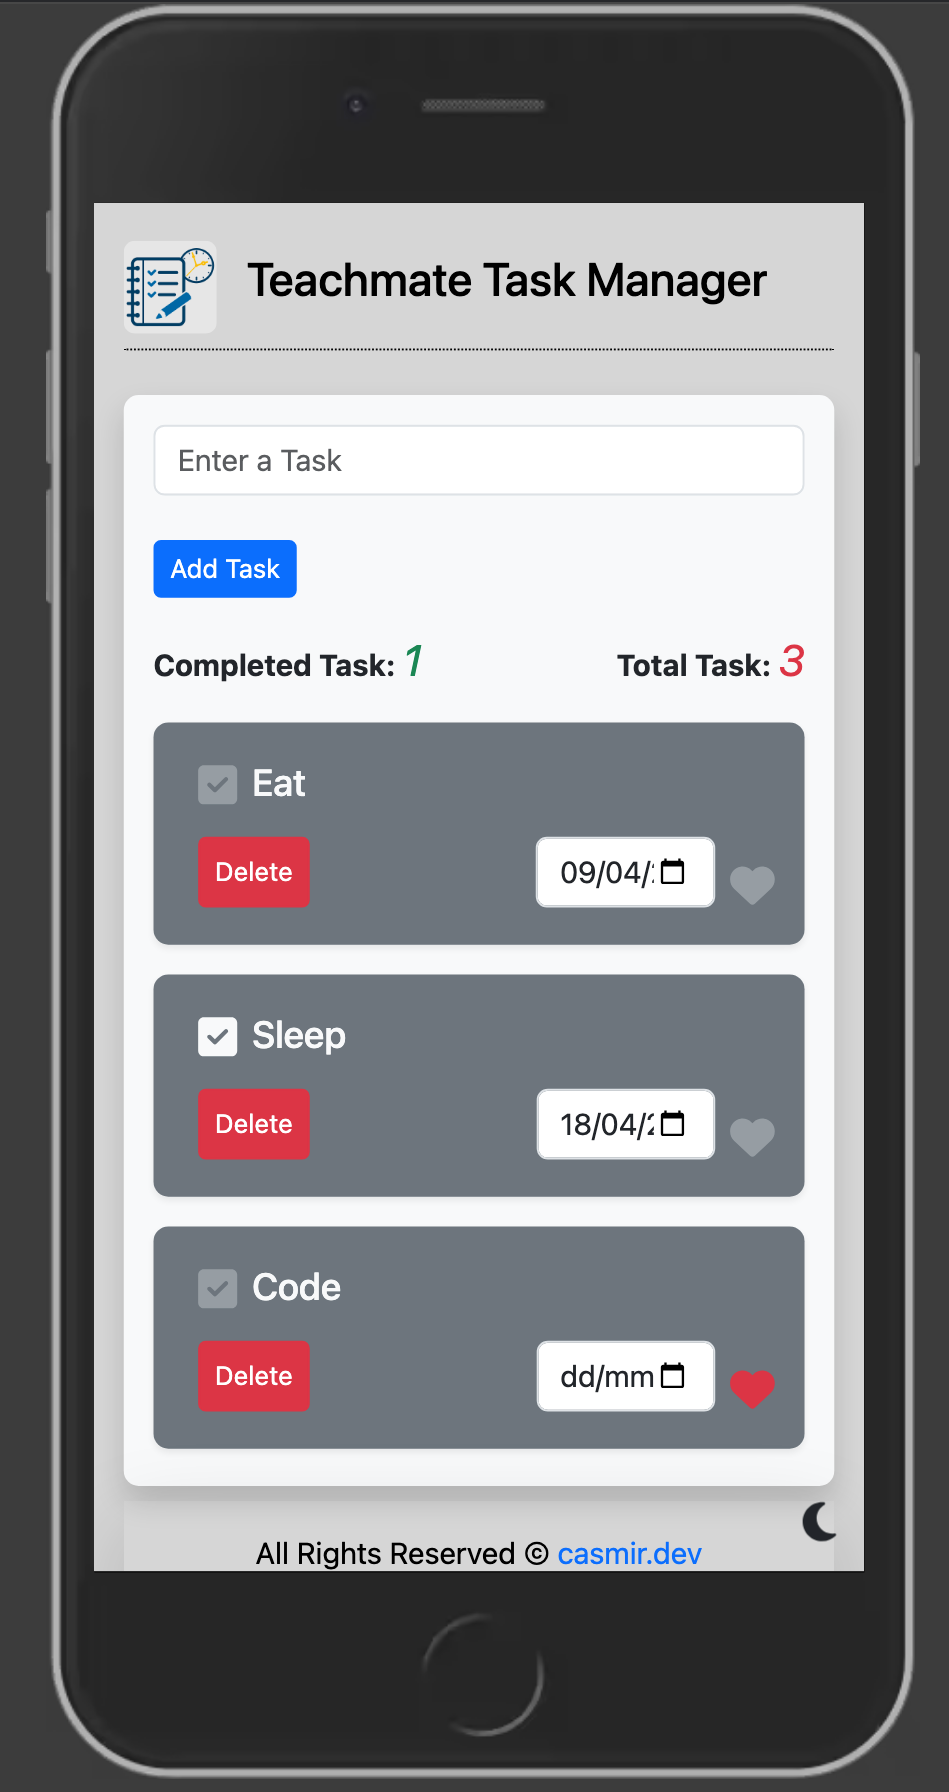 Teachmate Task Manager
Enter a Task
Add Task
Completed Task: 1 Total Task: 3
Eat
Delete 09/04/
Sleep
Delete 18/04/2
Code
Delete dd/mm
All Rights Reserved © casmir.dev